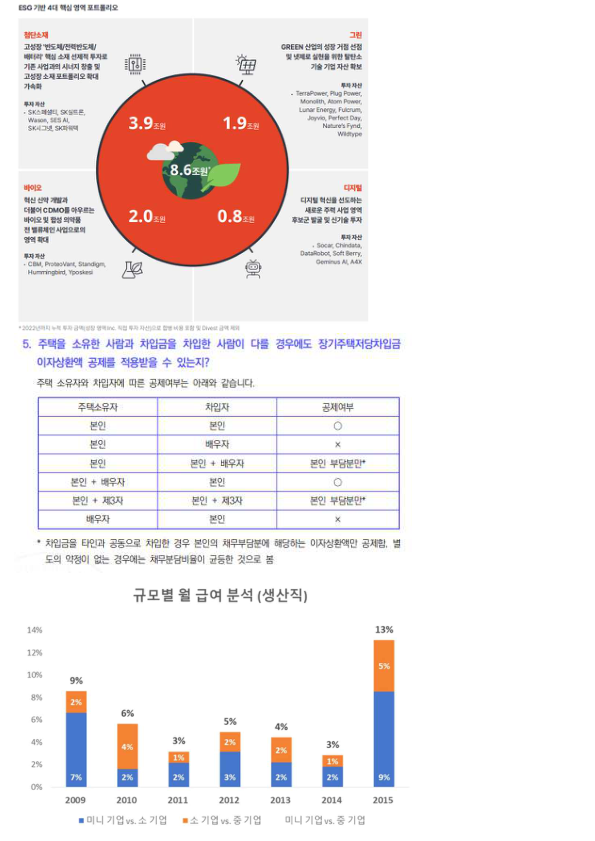 ESG 기반 4대 핵심 영역 포트폴리오
첨단소재
고성장 '반도체/전력반도체/
배터리' 핵심 소재 선제적 투자로
기존 사업과의 시너지 창출 및
고성장 소재 포트폴리오 확대
가속화
투자 자산
• SK스페셜티, SK실트론,
Wason, SES AI,
SK시그넷, SK파워텍
그린
GREEN 산업의 성장 거점 선점
및 넷제로 실현을 위한 탈탄소
기술 기업 자산 확보
투자 자산
• TerraPower, Plug Power,
Monolith, Atom Power,
Lunar Energy, Fulcrum,
Joyvio, Perfect Day,
Nature's Fynd,
Wildtype
3.9조원
1.9조원
8.6조원*
2.0조원
0.8조원
바이오
혁신 신약 개발과
더불어 CDMO를 아우르는
바이오 및 합성 의약품
전 밸류체인 사업으로의
영역 확대
투자 자산
• CBM, ProteoVant, Standigm,
Hummingbird, Yposkesi
디지털
디지털 혁신을 선도하는
새로운 주력 사업 영역
후보군 발굴 및 신기술 투자
투자 자산
• Socar, Chindata,
DataRobot, Soft Berry,
Geminus AI, A4X
* 2022년까지 누적 투자 금액(성장 영역 Inc. 직접 투자 자산)으로 합병 비용 포함 및 Divest 금액 제외
5. 주택을 소유한 사람과 차입금을 차입한 사람이 다를 경우에도 장기주택저당차입금
이자상환액 공제를 적용받을 수 있는지?
주택 소유자와 차입자에 따른 공제여부는 아래와 같습니다.
주택소유자 차입자 공제여부
본인 본인 ○
본인 배우자 ×
본인 본인 + 배우자 본인 부담분만*
본인 + 배우자 본인 ○
본인 + 제3자 본인 + 제3자 본인 부담분만*
배우자 본인 ×
* 차입금을 타인과 공동으로 차입한 경우 본인의 채무부담분에 해당하는 이자상환액만 공제함. 별
도의 약정이 없는 경우에는 채무분담비율이 균등한 것으로 봄
규모별 월 급여 분석 (생산직)
14%
12%
10%
8%
6%
4%
2%
0%
9% 6% 3% 5% 4% 3% 13%
2% 4% 1% 2% 2% 1% 5%
7% 2% 2% 3% 2% 2% 9%
2009 2010 2011 2012 2013 2014 2015
미니 기업 vs. 소 기업 소 기업 vs. 중 기업 미니 기업 vs. 중 기업